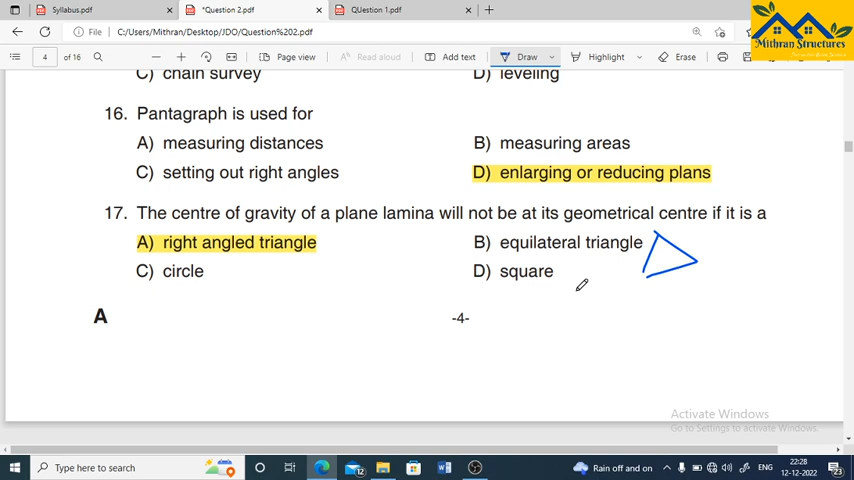 Syllabus.pdf
*Question 2.pdf
QUestion 1.pdf
File
C:/Users/Mithran/Desktop/JDO/Question%202.pdf
4 of 16
Page view
Read aloud
Add text
Draw
Highlight
Erase
Mithran Structures
C) chain survey
D) leveling
16. Pantagraph is used for
A) measuring distances
B) measuring areas
C) setting out right angles
D) enlarging or reducing plans
17. The centre of gravity of a plane lamina will not be at its geometrical centre if it is a
A) right angled triangle
B) equilateral triangle
C) circle
D) square
A
-4-
Activate Windows
Go to Settings to activate Windows.
Type here to search
12
Rain off and on
ENG
22:28
12-12-2022
23